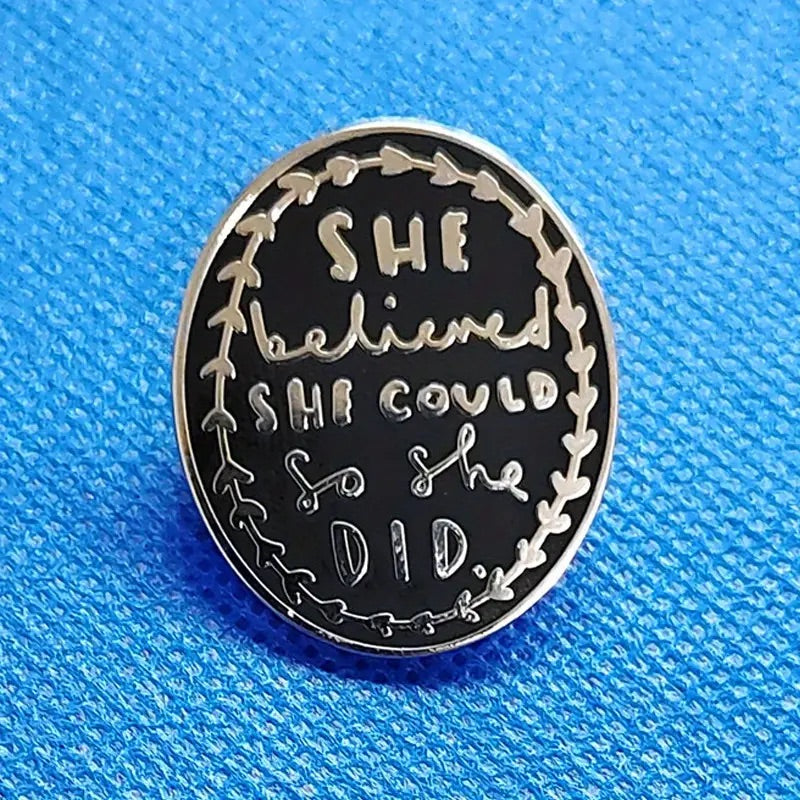 SHE
believed
SHE COULD
so she
DID.